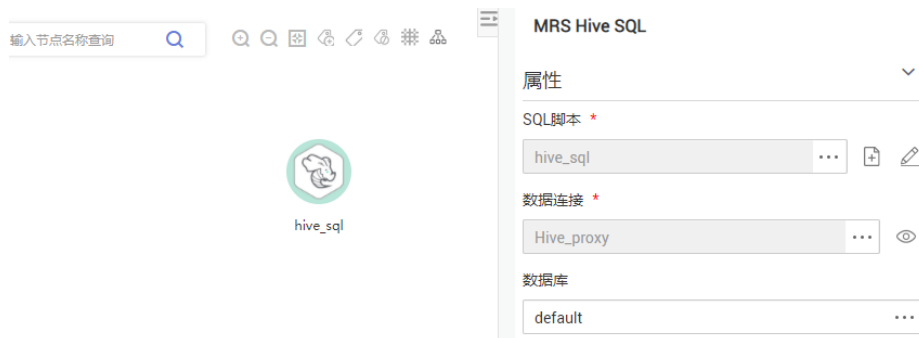 输入节点名称查询
hive_sql
MRS Hive SQL
属性
SQL脚本 *
hive_sql
数据连接 *
Hive_proxy
数据库
default